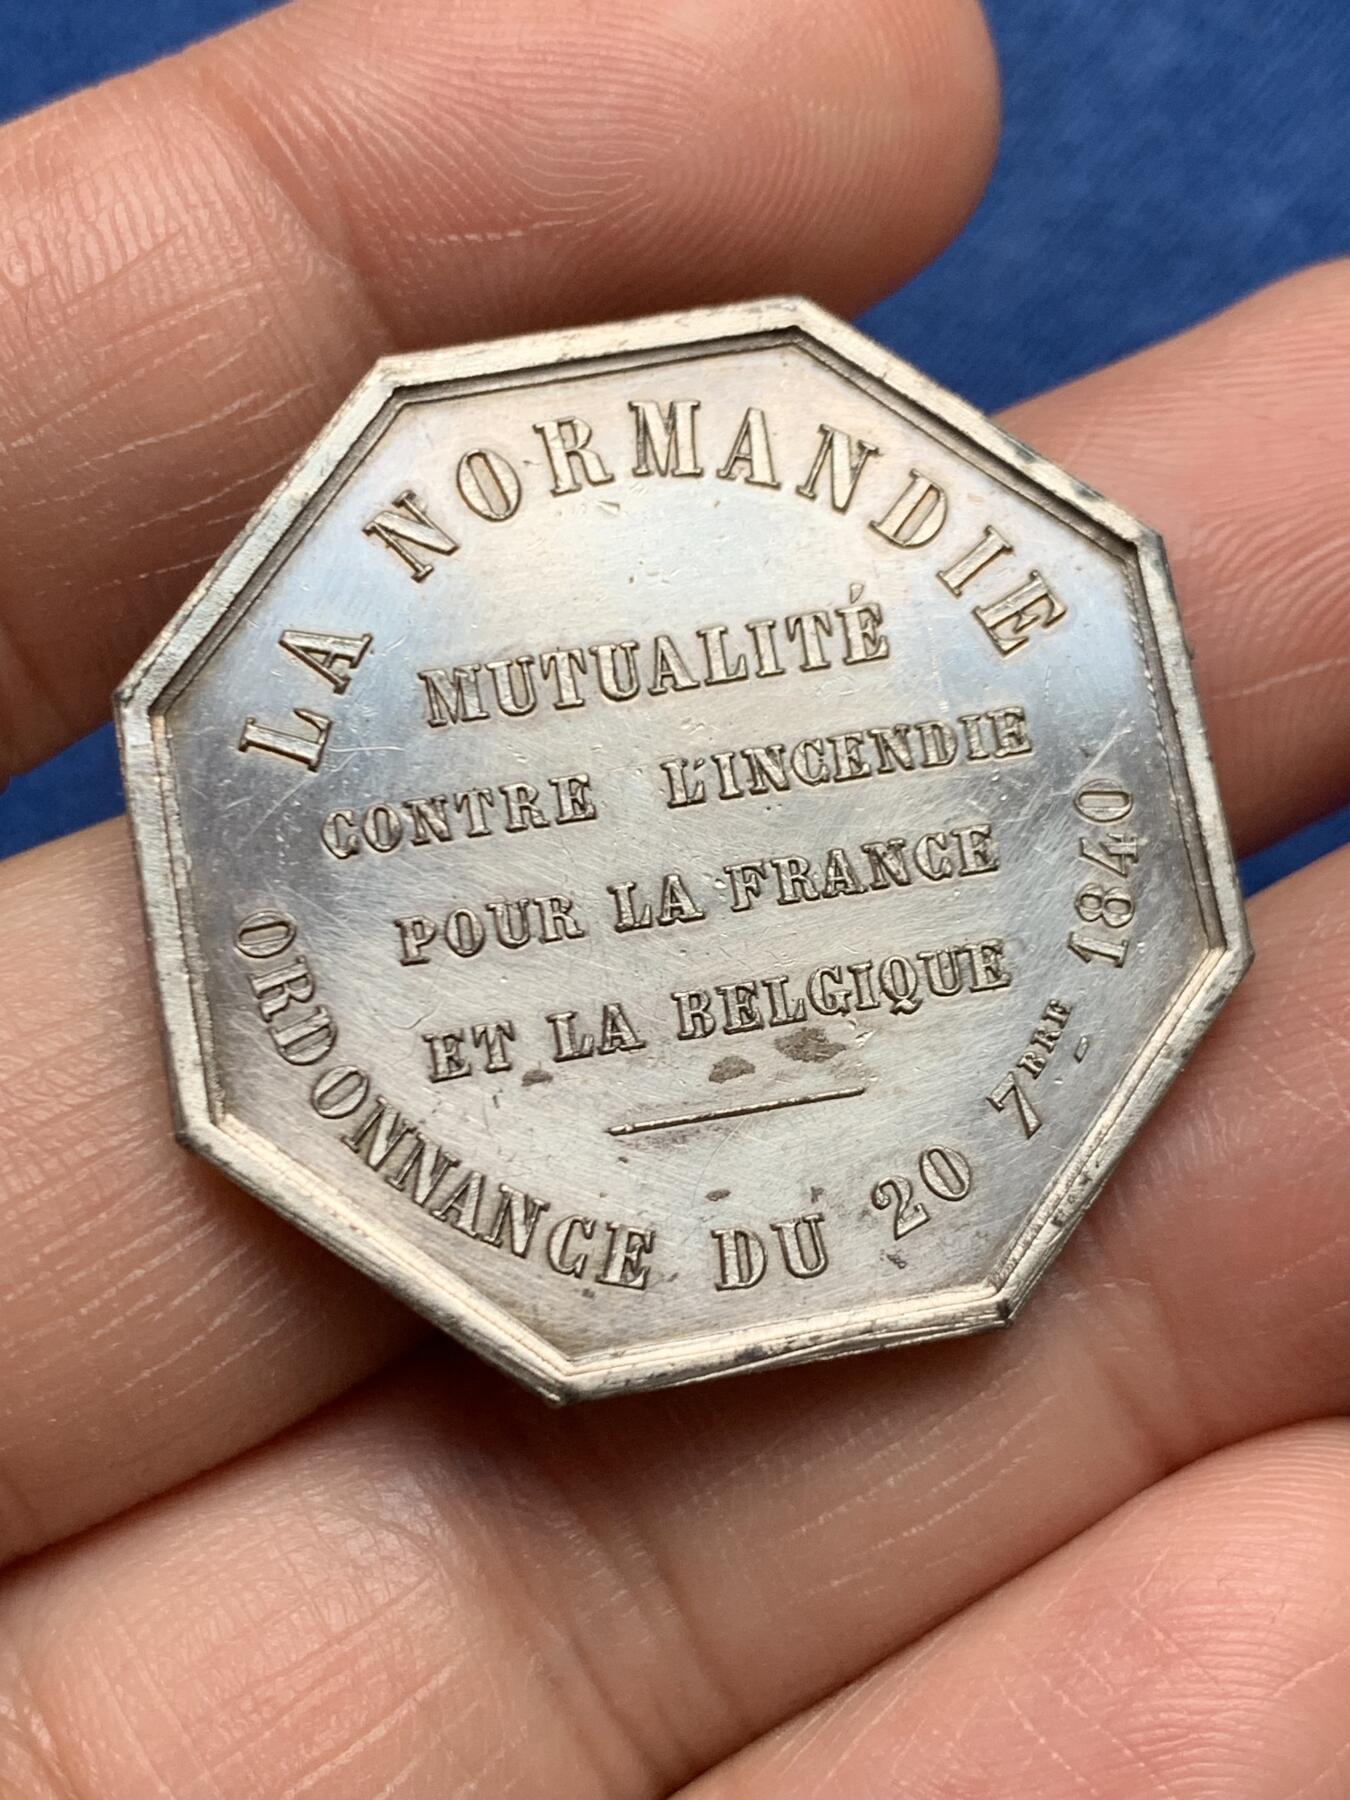 LA NORMANDIE
MUTUALITÉ
CONTRE L'INCENDIE
POUR LA FRANCE
ET LA BELGIQUE
ORDONNANCE DU 20 7BRE 1840